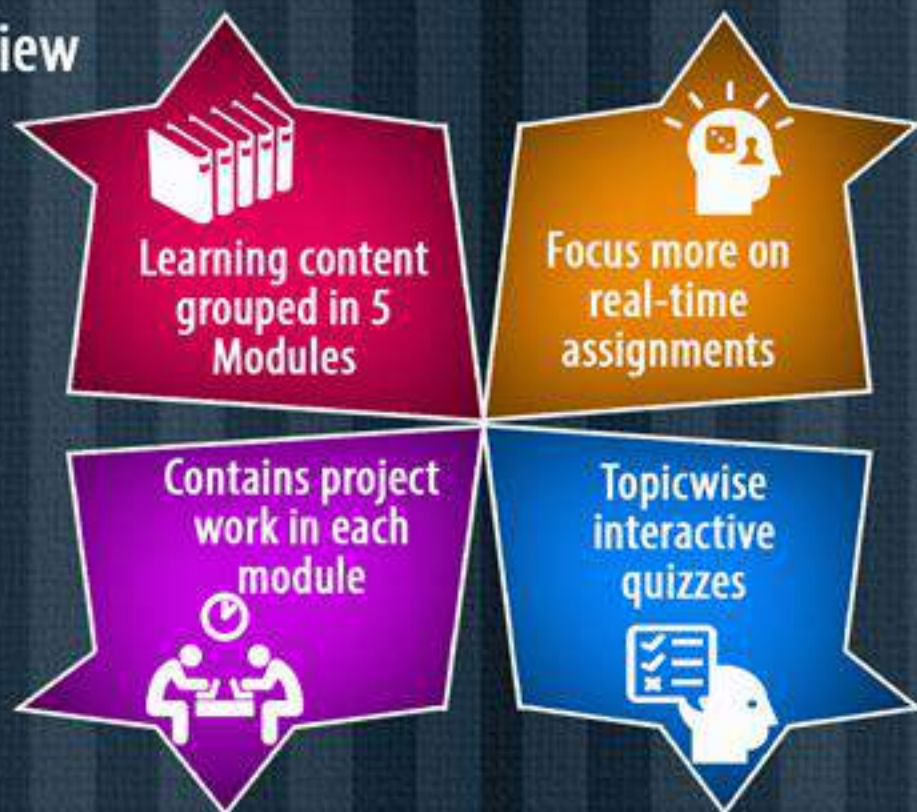 iew
Learning content
grouped in 5
Modules
Focus more on
real-time
assignments
Contains project
work in each
module
Topicwise
interactive
quizzes